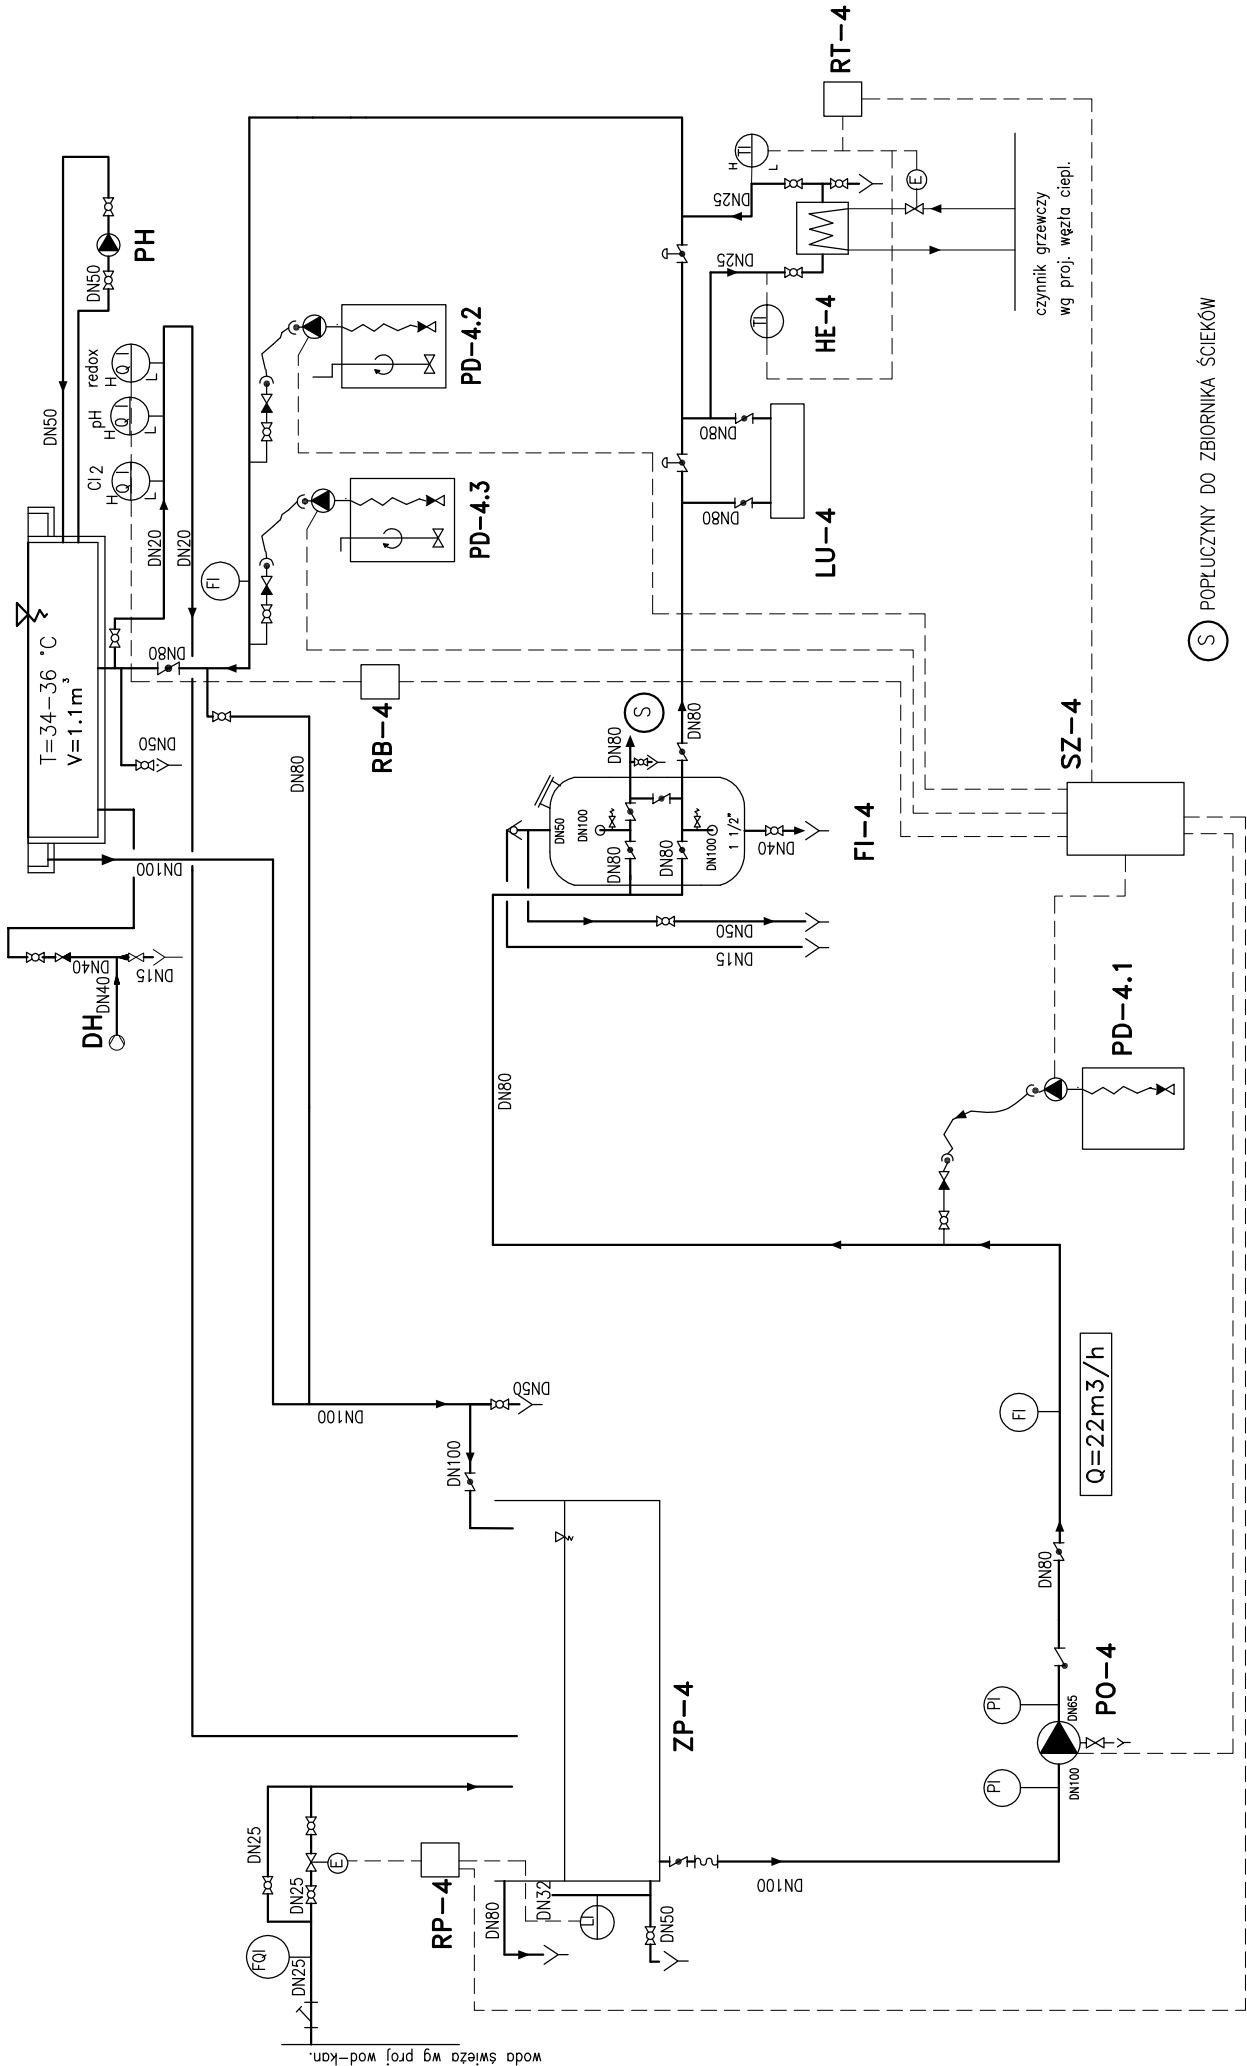 T=34-36 °C
V=1.1m³
DN50
DN50
PH
redox
pH
Cl 2
H
Q I
L
H
Q I
L
H
Q I
L
DN20
DN20
DN80
DN50
DN80
DN100
DH
DN40
DN40
DN15
FI
RB-4
PD-4.2
PD-4.3
RT-4
H
TI
L
DN25
DN25
E
TI
HE-4
czynnik grzewczy
wg proj. węzła ciepl.
DN80
DN80
LU-4
S
DN80
DN80
DN50
DN100
DN80
DN80
DN100
1 1/2"
DN40
FI-4
DN50
DN15
DN80
SZ-4
S
POPŁUCZYNY DO ZBIORNIKA ŚCIEKÓW
PD-4.1
DN100
DN50
DN100
FI
Q=22m3/h
DN80
ZP-4
PI
DN65
PO-4
PI
DN100
DN100
DN25
DN25
E
RP-4
FQI
DN25
DN80
DN32
LI
DN50
woda świeża wg proj wod-kan.